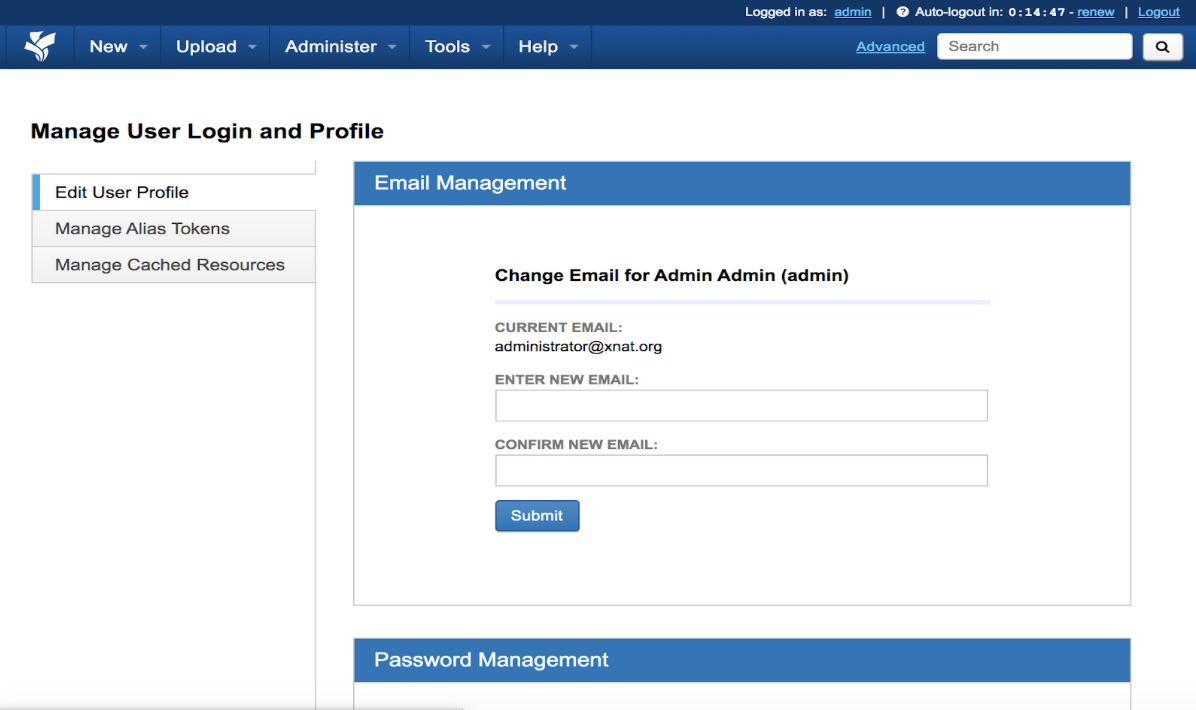 Logged in as: admin | Auto-logout in: 0:14:47 - renew | Logout
New Upload Administer Tools Help Advanced Search
Manage User Login and Profile
Edit User Profile
Manage Alias Tokens
Manage Cached Resources
Email Management
Change Email for Admin Admin (admin)
CURRENT EMAIL:
administrator@xnat.org
ENTER NEW EMAIL:
CONFIRM NEW EMAIL:
Submit
Password Management